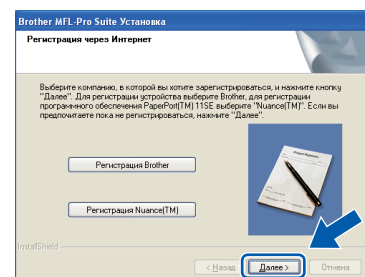 Brother MFL-Pro Suite Установка
Регистрация через Интернет
Выберите компанию, в которой вы хотите зарегистрироваться, и нажмите кнопку
"Далее". Для регистрации устройства выберите Brother, для регистрации
программного обеспечения PaperPort(TM) 11SE выберите "Nuance(TM)". Если вы
предпочитаете пока не регистрироваться, нажмите "Далее".
Регистрация Brother
Product Registration
Регистрация Nuance(TM)
InstallShield
< Назад
Далее >
Отмена